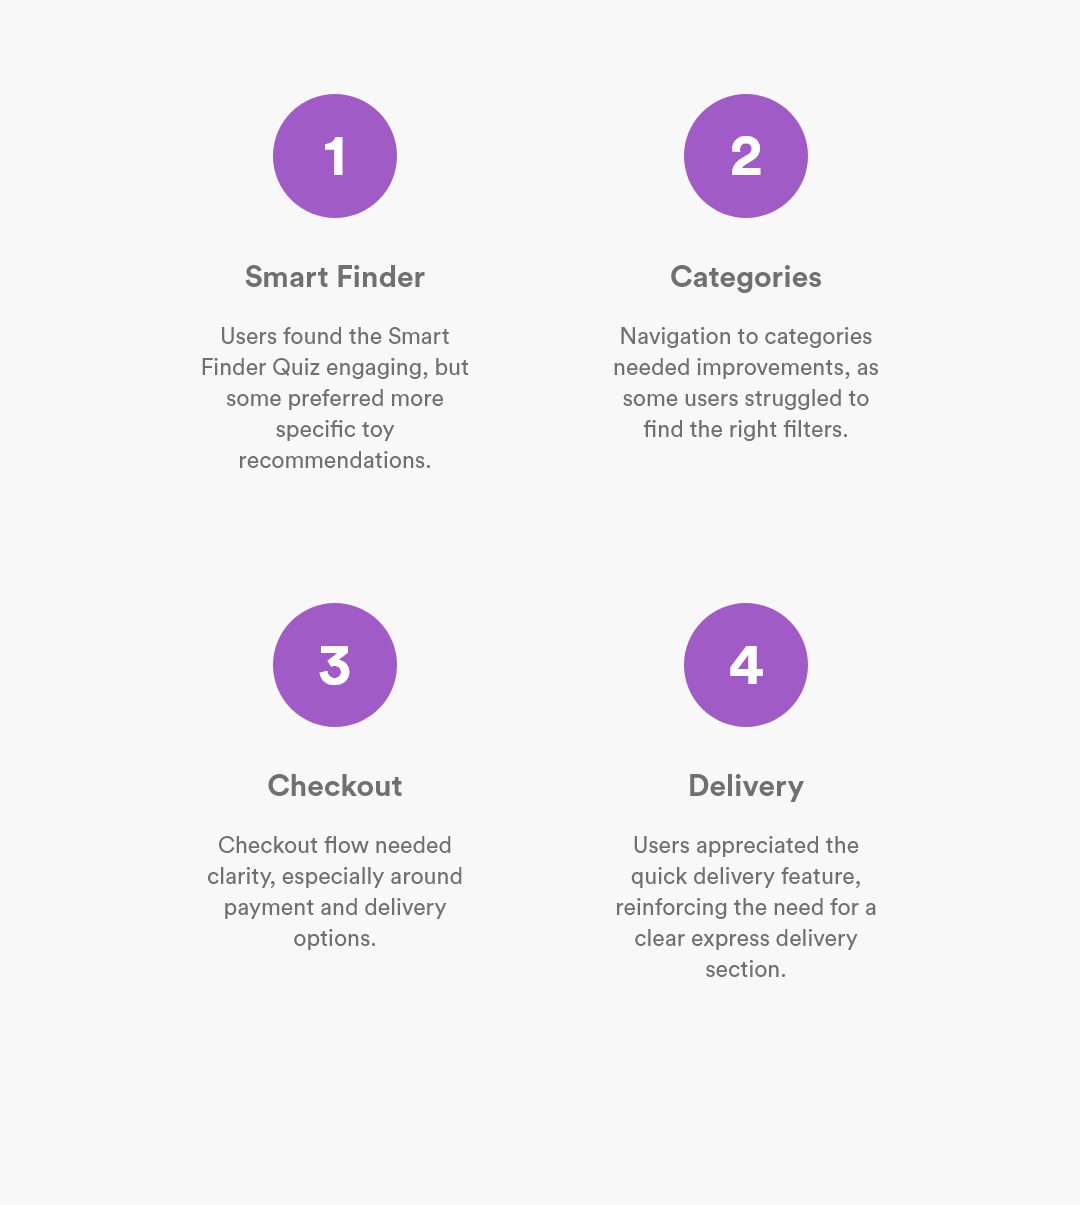 1
Smart Finder
Users found the Smart
Finder Quiz engaging, but
some preferred more
specific toy
recommendations.
2
Categories
Navigation to categories
needed improvements, as
some users struggled to
find the right filters.
3
Checkout
Checkout flow needed
clarity, especially around
payment and delivery
options.
4
Delivery
Users appreciated the
quick delivery feature,
reinforcing the need for a
clear express delivery
section.